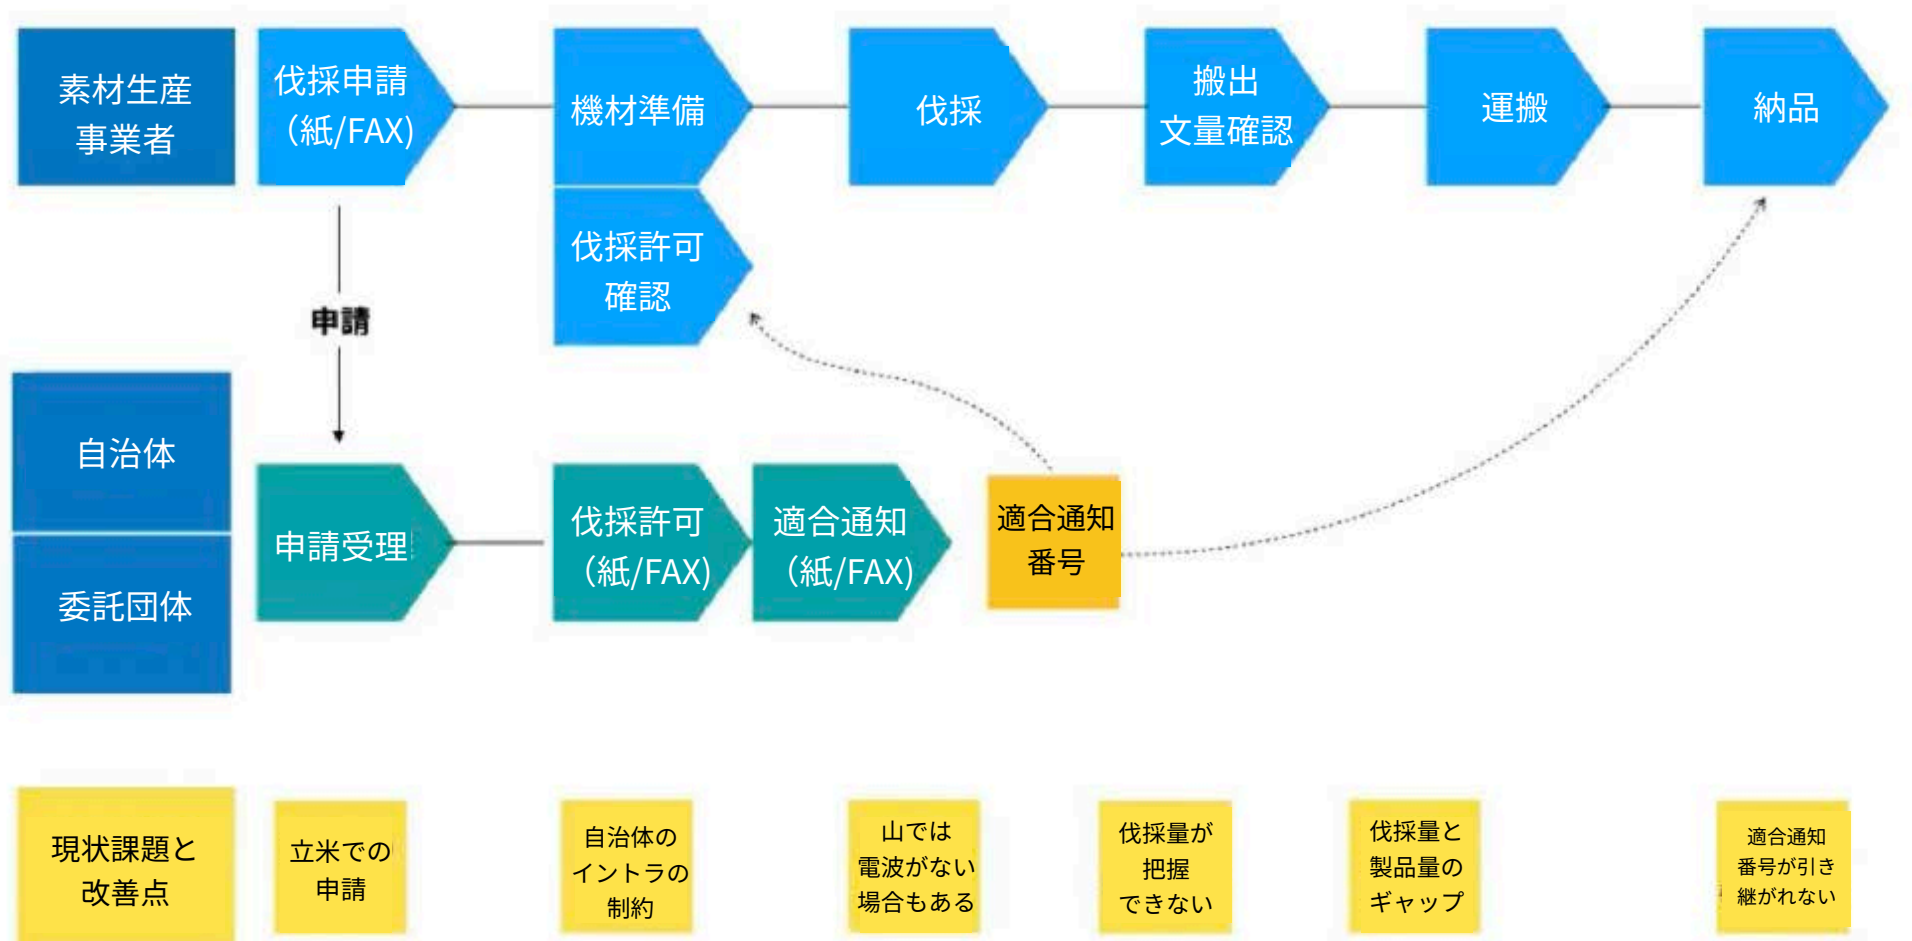 素材生産
事業者
伐採申請
（紙/FAX)
機材準備
伐採
搬出
文量確認
運搬
納品
伐採許可
確認
申請
自治体
委託団体
申請受理
伐採許可
（紙/FAX)
適合通知
（紙/FAX)
適合通知
番号
現状課題と
改善点
立米での
申請
自治体の
イントラの
制約
山では
電波がない
場合もある
伐採量が
把握
できない
伐採量と
製品量の
ギャップ
適合通知
番号が引き
継がれない